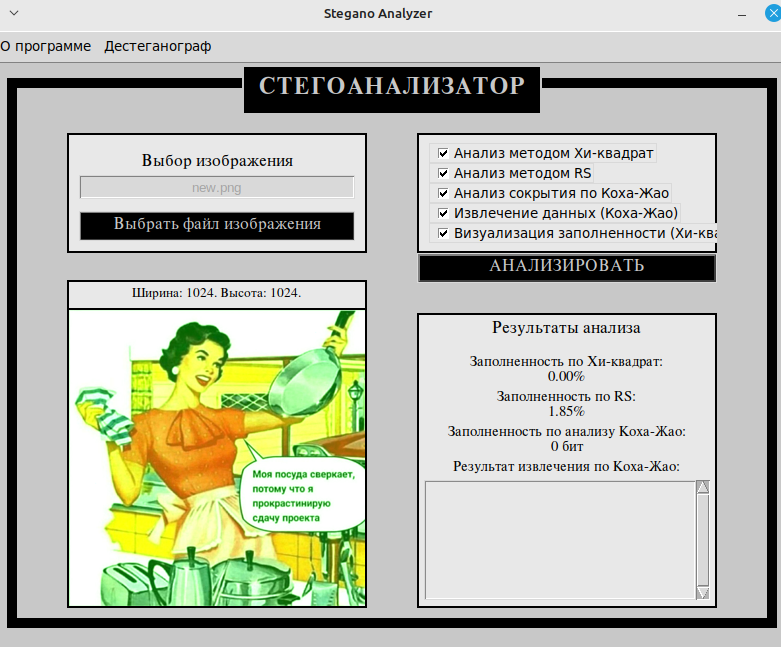 Stegano Analyzer
О программе Дестеганограф
СТЕГОАНАЛИЗАТОР
Выбор изображения
new.png
Выбрать файл изображения
Анализ методом Хи-квадрат
Анализ методом RS
Анализ сокрытия по Коха-Жао
Извлечение данных (Коха-Жао)
Визуализация заполненности (Хи-ква
АНАЛИЗИРОВАТЬ
Ширина: 1024. Высота: 1024.
Моя посуда сверкает,
потому что я
прокрастинирую
сдачу проекта
Результаты анализа
Заполненность по Хи-квадрат:
0.00%
Заполненность по RS:
1.85%
Заполненность по анализу Коха-Жао:
0 бит
Результат извлечения по Коха-Жао: